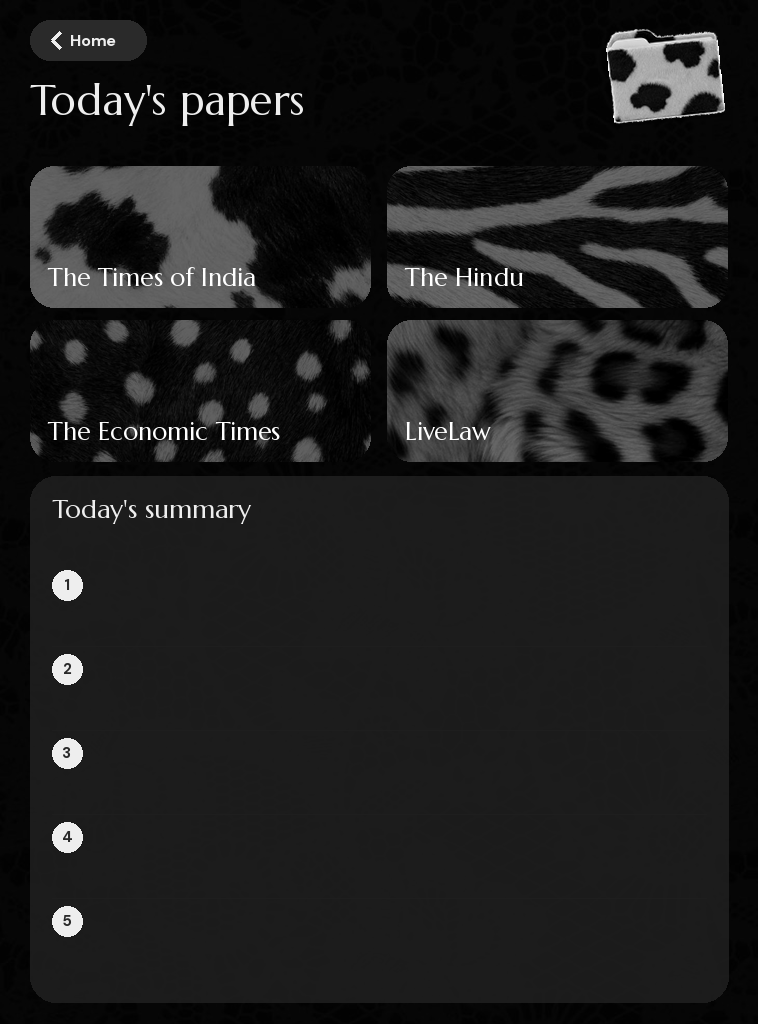 Home
Today's papers
The Times of India
The Hindu
The Economic Times
LiveLaw
Today's summary
1
2
3
4
5